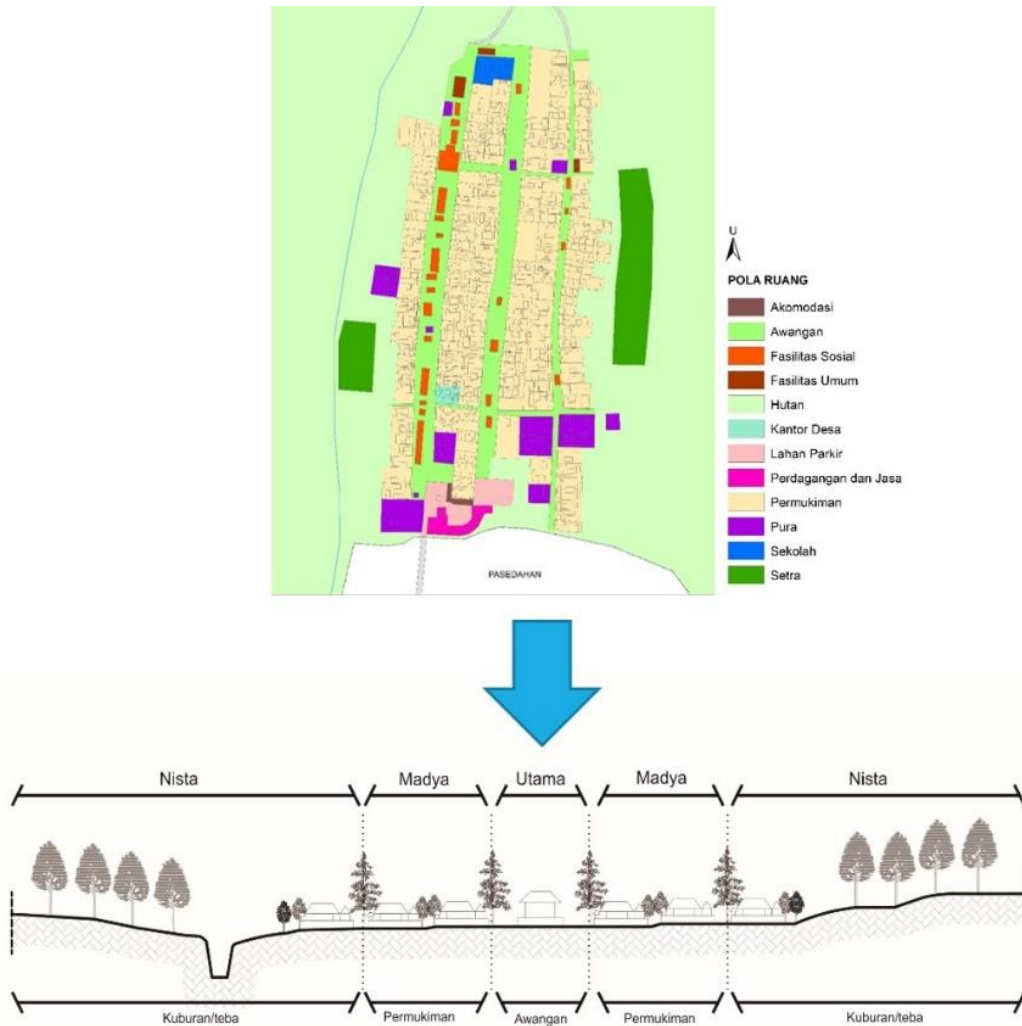 U
POLA RUANG
Akomodasi
Awangan
Fasilitas Sosial
Fasilitas Umum
Hutan
Kantor Desa
Lahan Parkir
Perdagangan dan Jasa
Permukiman
Pura
Sekolah
Setra
PASEDAHAN
Nista Madya Utama Madya Nista
Kuburan/teba Permukiman Awangan Permukiman Kuburan/teba